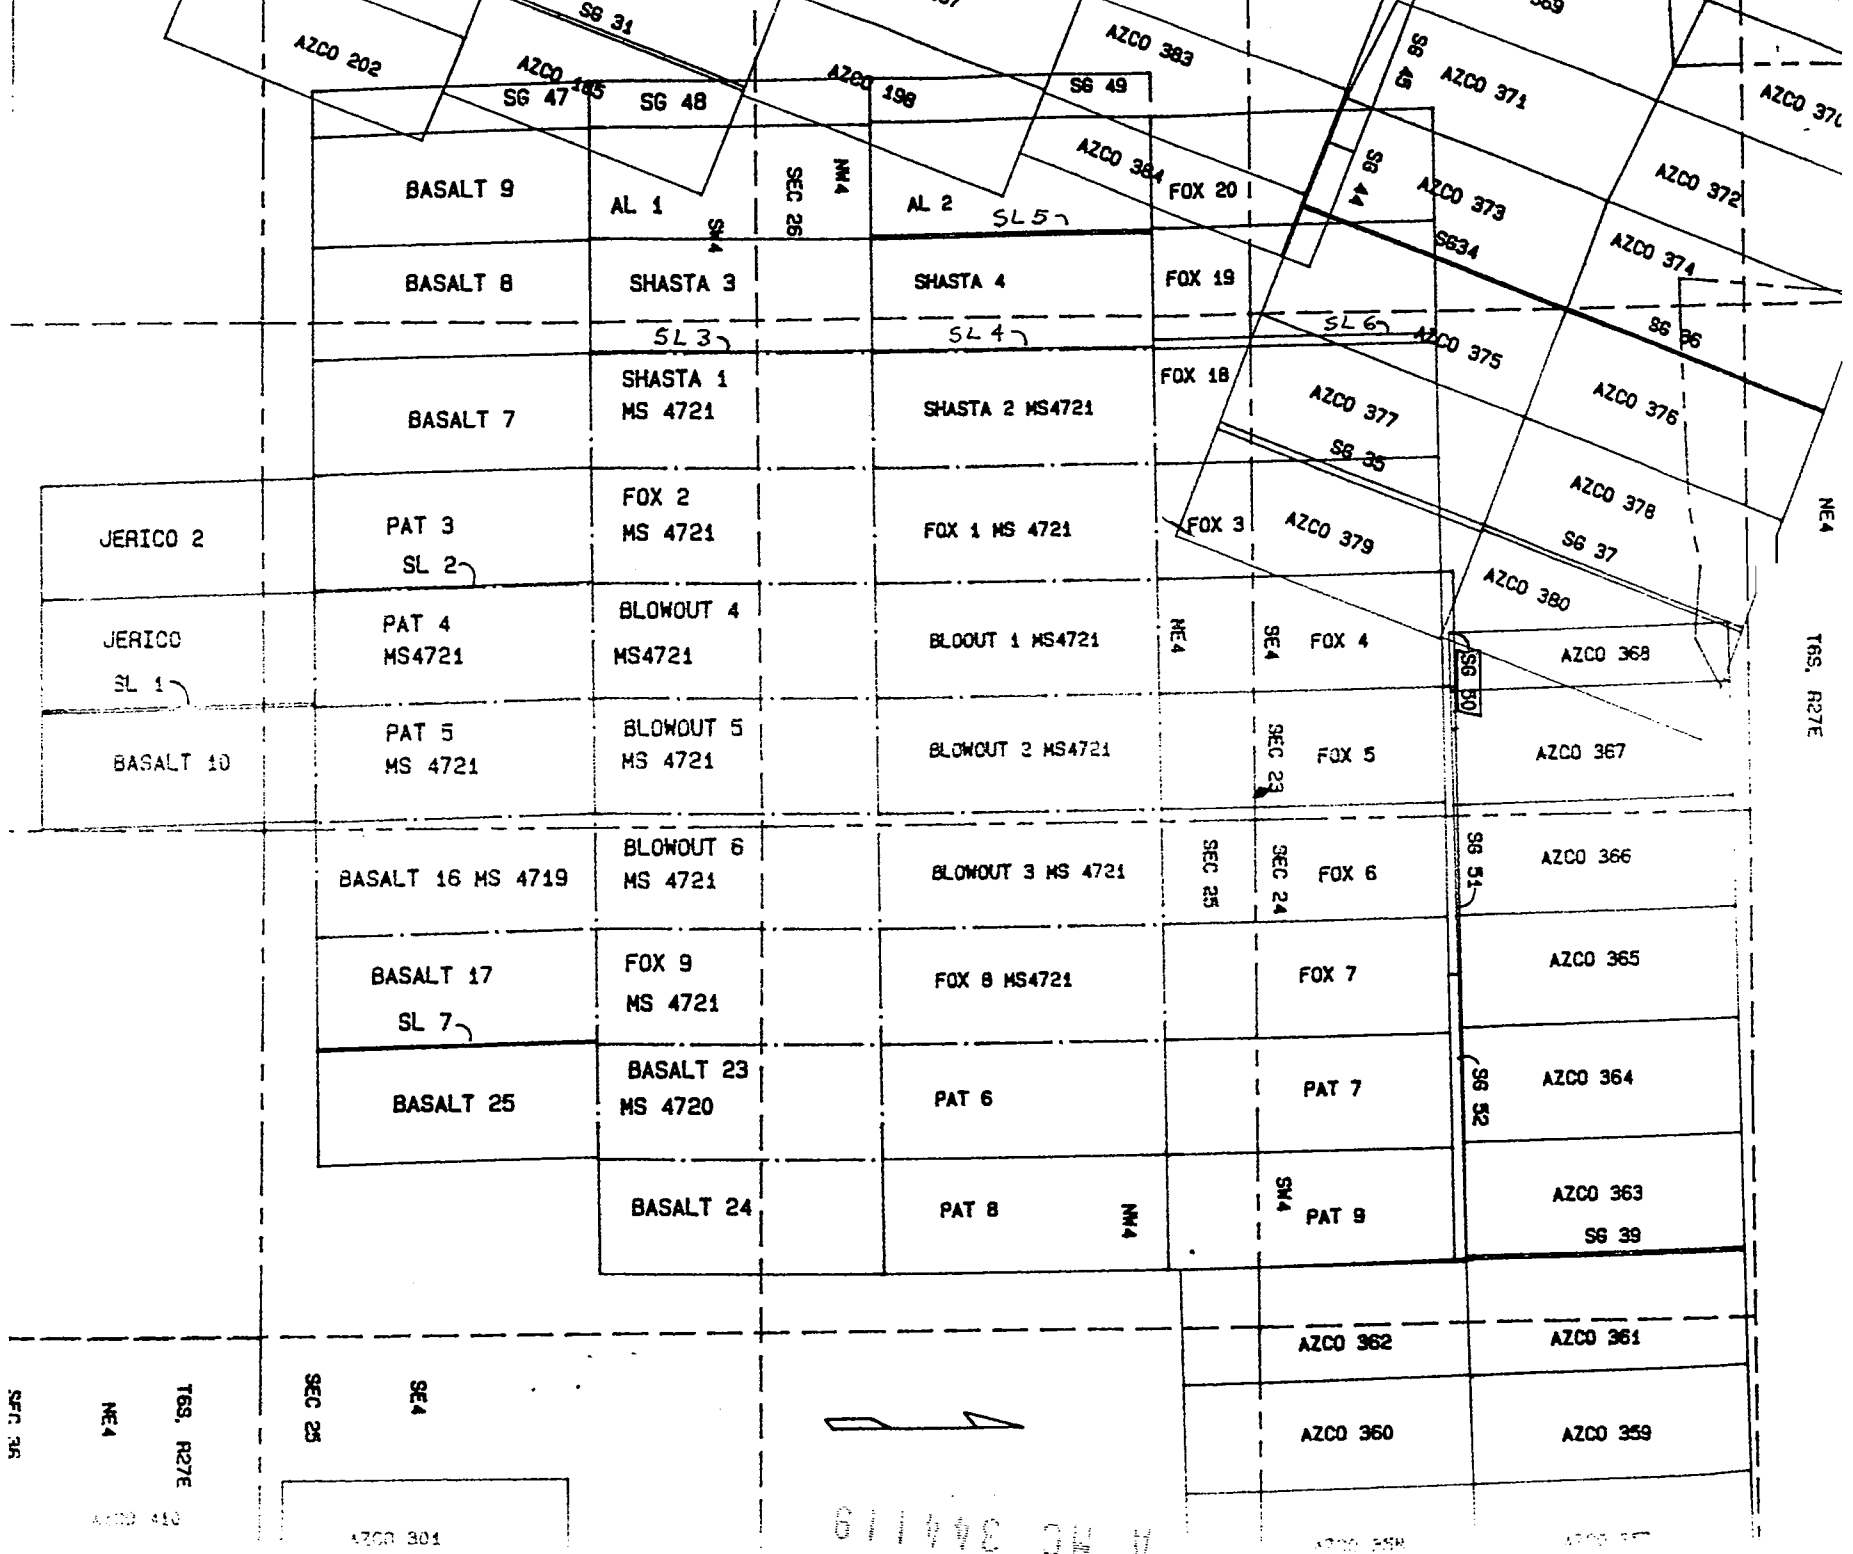 SG 31
AZCO 202
AZCO 185
SG 47
SG 48
AZCO 198
SG 49
AZCO 383
AZCO 384
SG 45
AZCO 371
AZCO 370
BASALT 9
AL 1
SW4
SEC 26
NW4
AL 2
SL 5
FOX 20
SG 44
AZCO 373
AZCO 372
SG34
AZCO 374
BASALT 8
SHASTA 3
SHASTA 4
FOX 19
SL 3
SL 4
SL 6
AZCO 375
SG 36
BASALT 7
SHASTA 1
MS 4721
SHASTA 2 MS4721
FOX 18
AZCO 377
AZCO 376
SG 35
JERICO 2
PAT 3
SL 2
FOX 2
MS 4721
FOX 1 MS 4721
FOX 3
AZCO 379
AZCO 378
SG 37
NE4
AZCO 380
JERICO
SL 1
PAT 4
MS4721
BLOWOUT 4
MS4721
BLOOUT 1 MS4721
NE4
SE4
FOX 4
SG 50
AZCO 368
T6S, R27E
BASALT 10
PAT 5
MS 4721
BLOWOUT 5
MS 4721
BLOWOUT 2 MS4721
SEC 23
FOX 5
AZCO 367
BASALT 16 MS 4719
BLOWOUT 6
MS 4721
BLOWOUT 3 MS 4721
SEC 25
SEC 24
FOX 6
SG 51
AZCO 366
BASALT 17
SL 7
FOX 9
MS 4721
FOX 8 MS4721
FOX 7
AZCO 365
BASALT 25
BASALT 23
MS 4720
PAT 6
PAT 7
SG 52
AZCO 364
BASALT 24
PAT 8
NW4
SW4
PAT 9
AZCO 363
SG 39
AZCO 362
AZCO 361
SEC 36
NE4
T6S, R27E
SEC 25
SE4
AZCO 360
AZCO 359
AZCO 410
AZCO 301
A MC 344119
AZCO 358